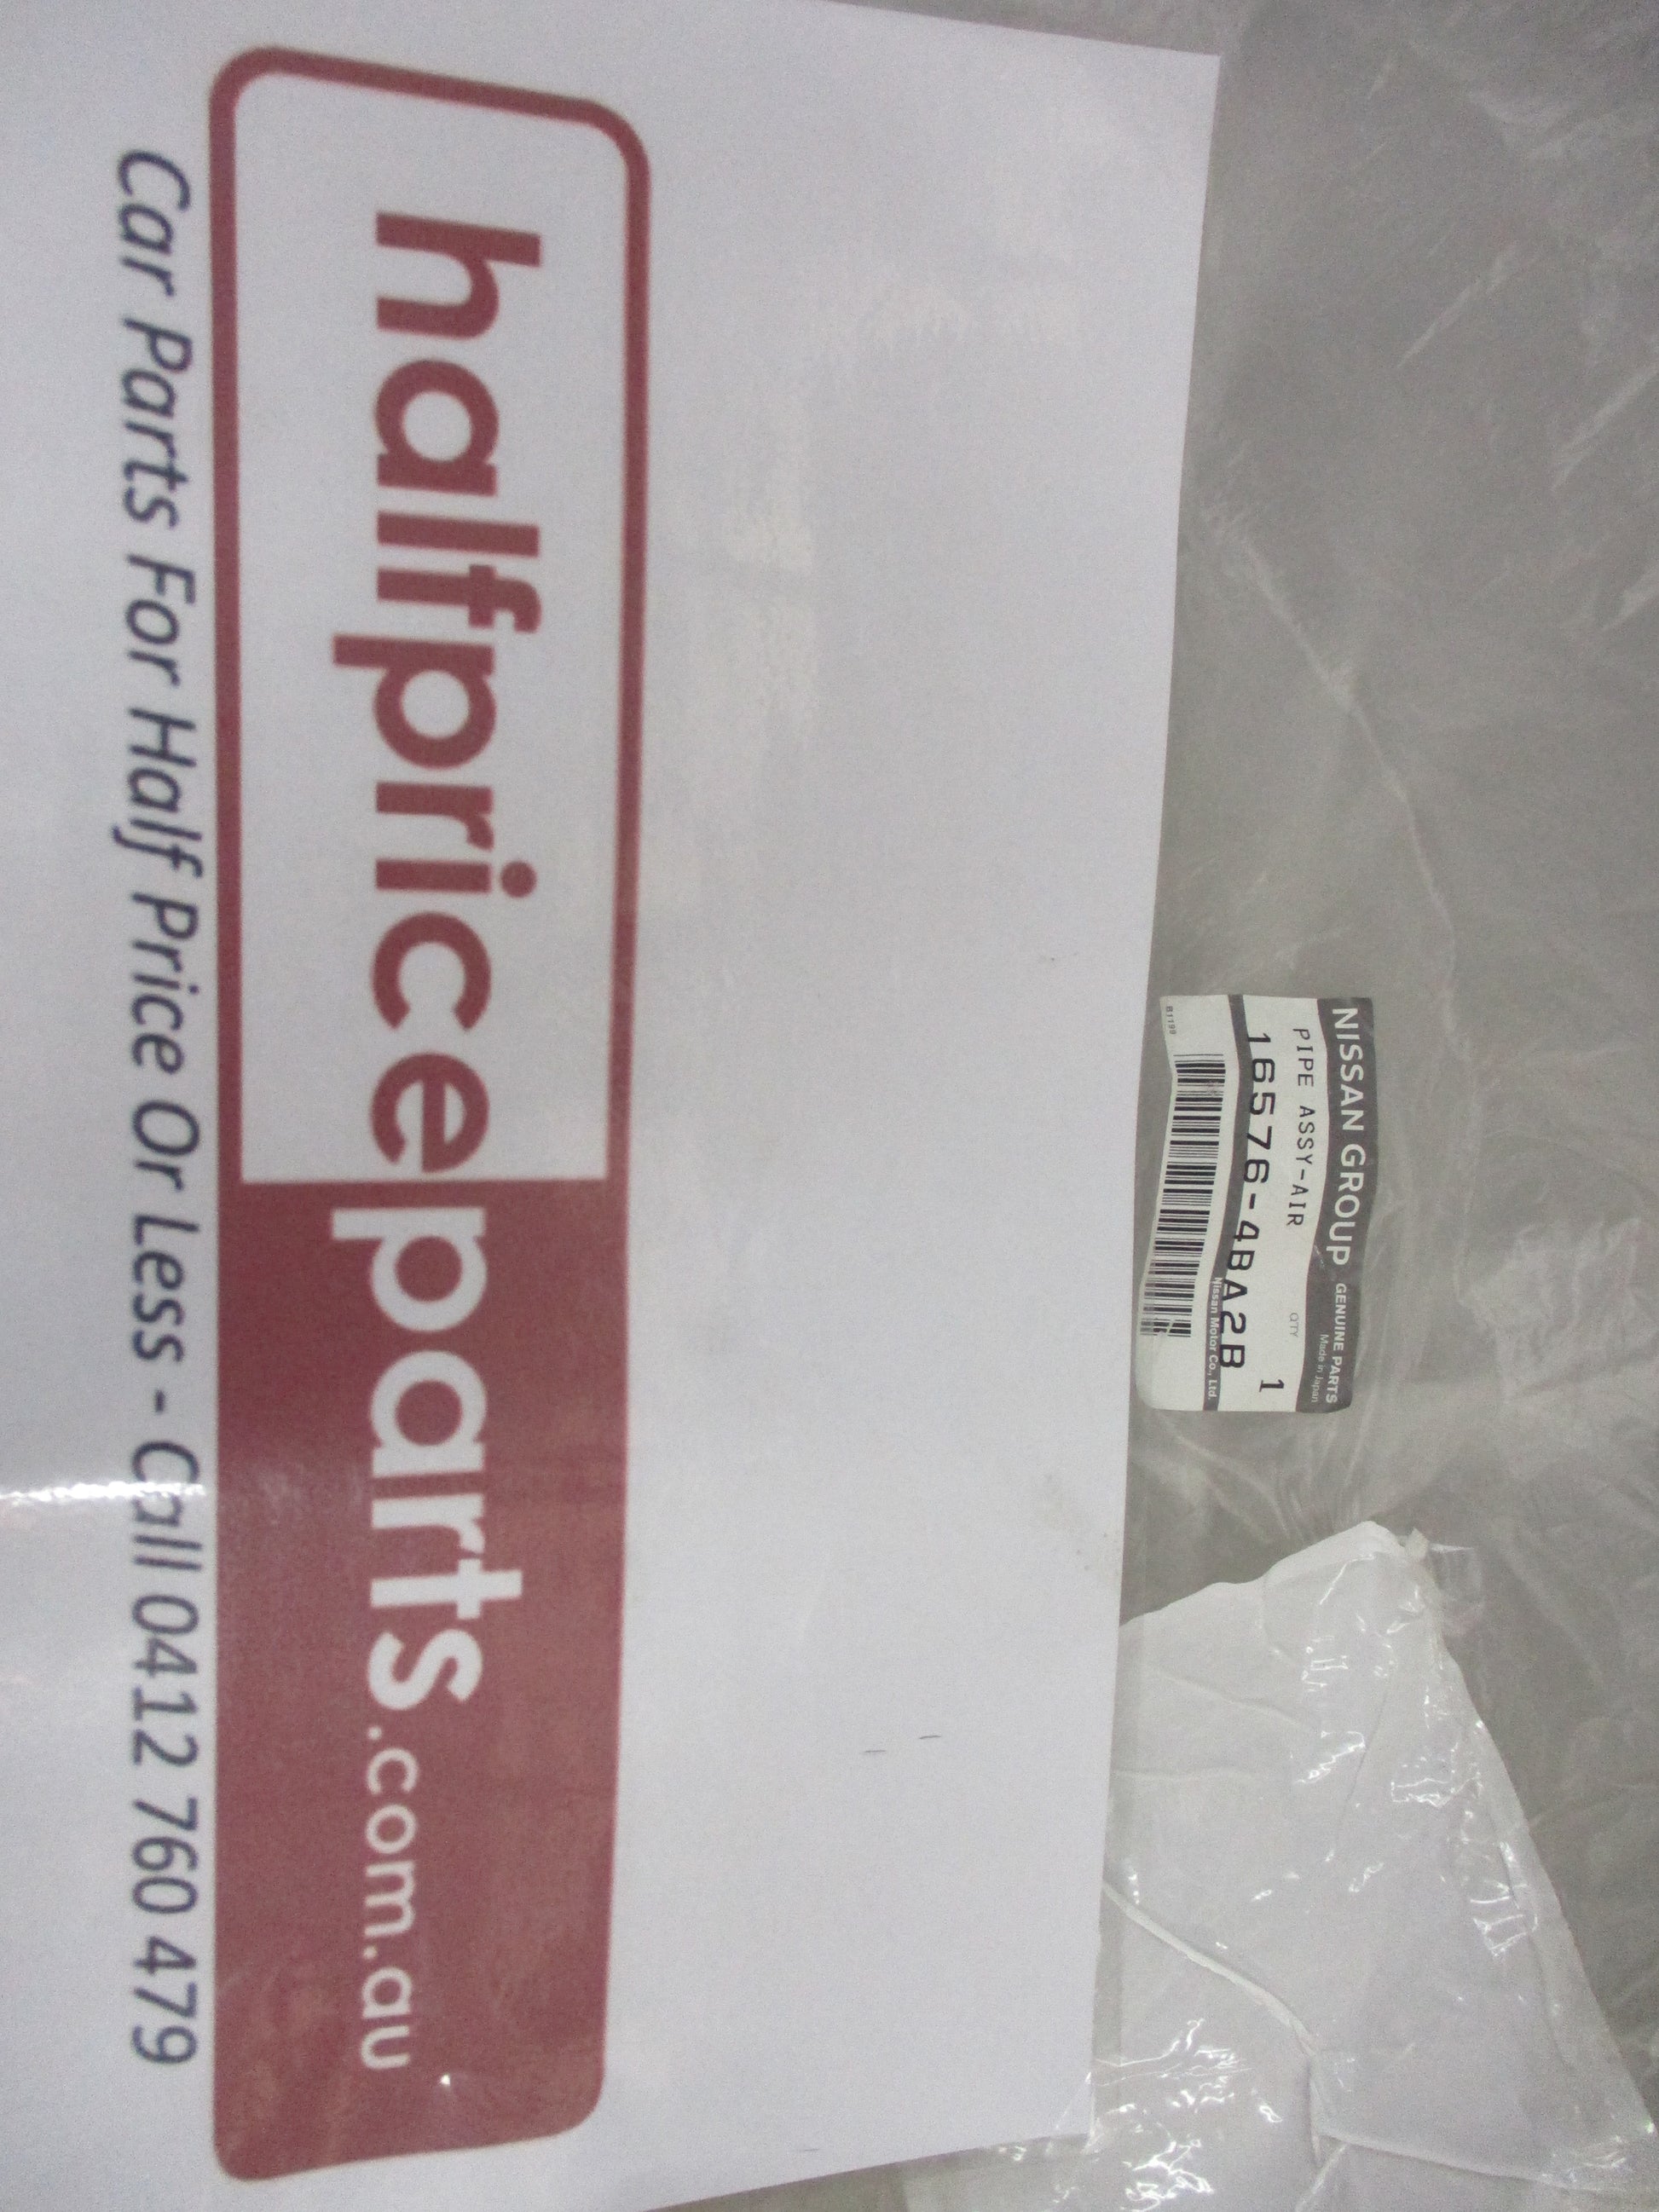 halfpriceparts.com.au
Car Parts For Half Price Or Less - Call 0412 760 479
NISSAN GROUP GENUINE PARTS
Made in Japan
PIPE ASSY-AIR QTY
1
16576-4BA2B
Nissan Motor Co., Ltd.
B1198